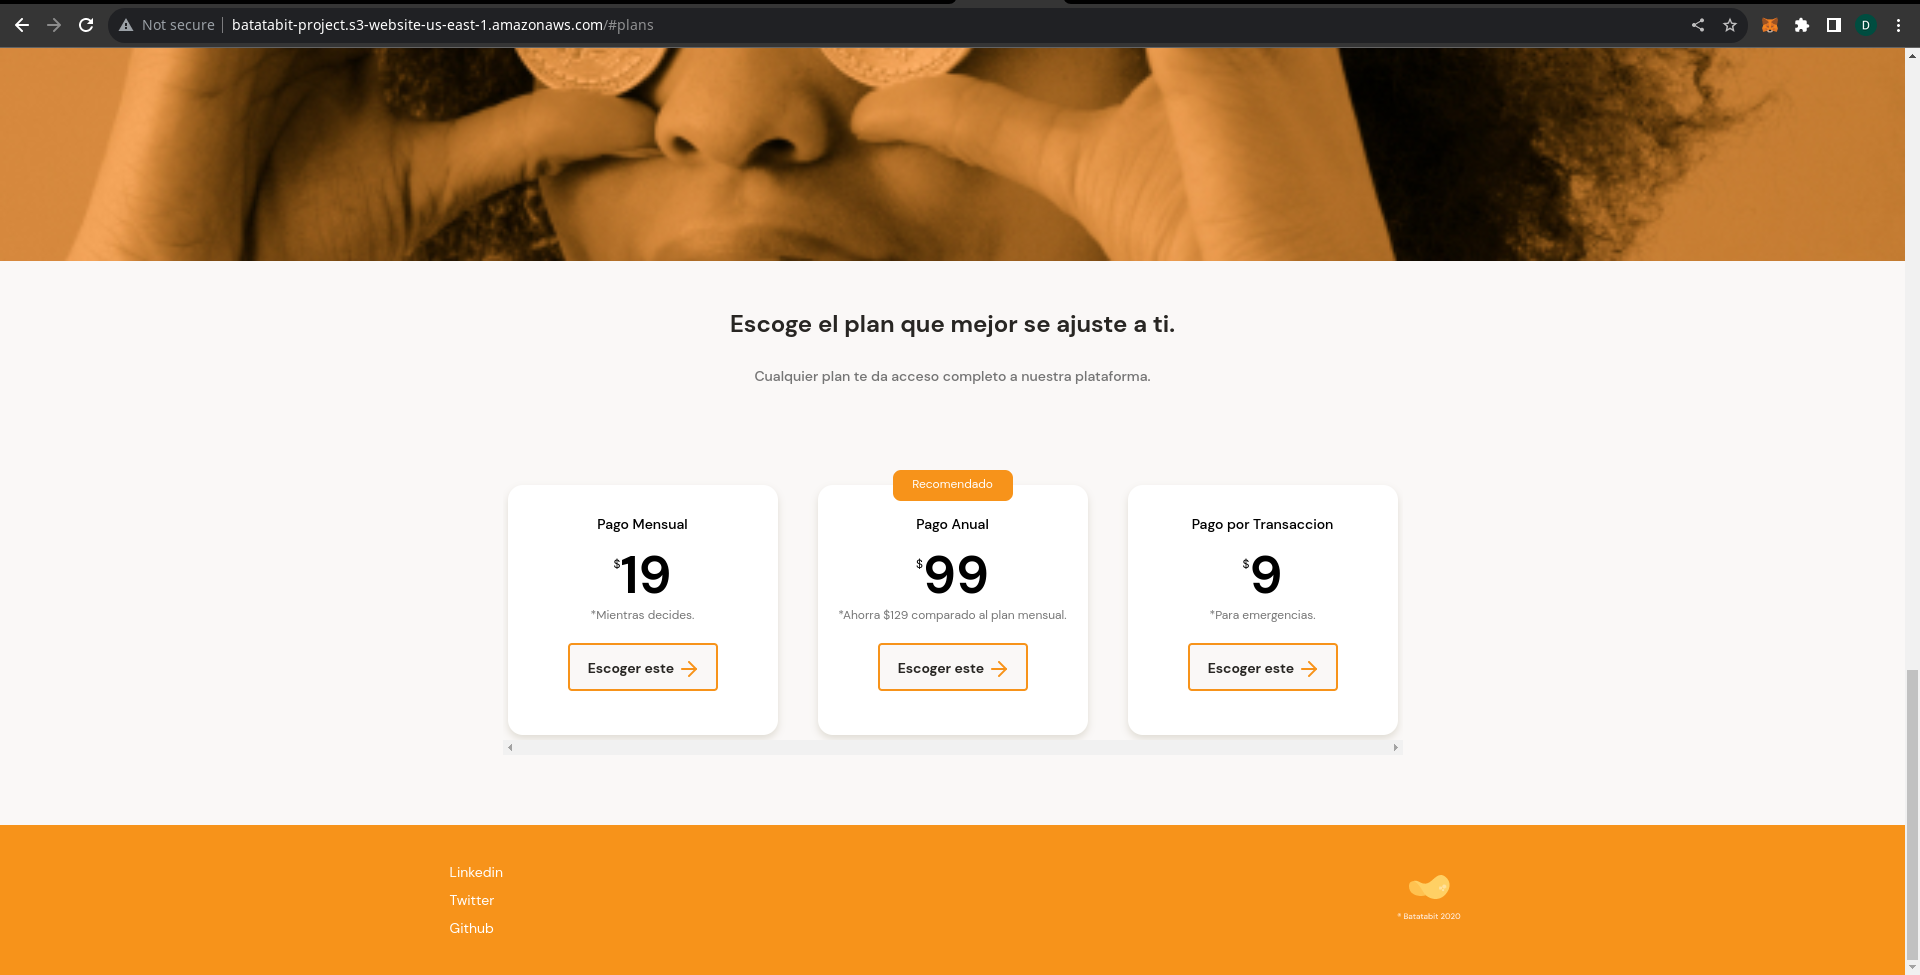 Not secure
batatabit-project.s3-website-us-east-1.amazonaws.com/#plans
D
Escoge el plan que mejor se ajuste a ti.
Cualquier plan te da acceso completo a nuestra plataforma.
Pago Mensual
$19
*Mientras decides.
Escoger este
Recomendado
Pago Anual
$99
*Ahorra $129 comparado al plan mensual.
Escoger este
Pago por Transaccion
$9
*Para emergencias.
Escoger este
Linkedin
Twitter
Github
* Batatabit 2020